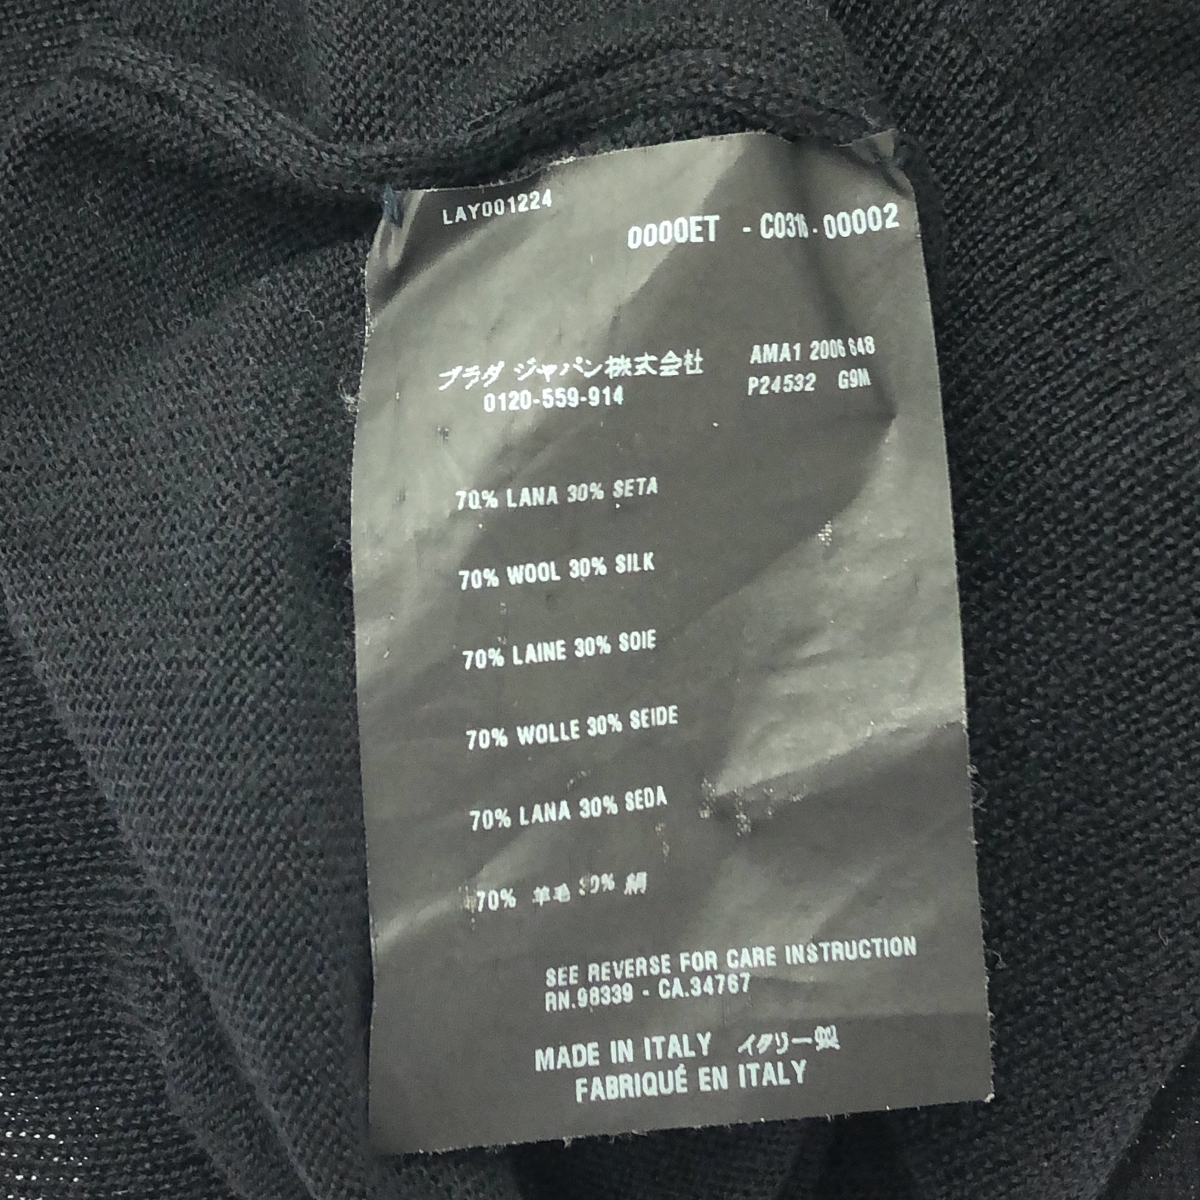 LAY001224
0000ET - C0316 - 00002
プラダ ジャパン株式会社
0120-559-914
AMA1 2006 648
P24532 G9M
70% LANA 30% SETA
70% WOOL 30% SILK
70% LAINE 30% SOIE
70% WOLLE 30% SEIDE
70% LANA 30% SEDA
70% 羊毛 30% 絹
SEE REVERSE FOR CARE INSTRUCTION
RN.98339 - CA.34767
MADE IN ITALY イタリー製
FABRIQUÉ EN ITALY